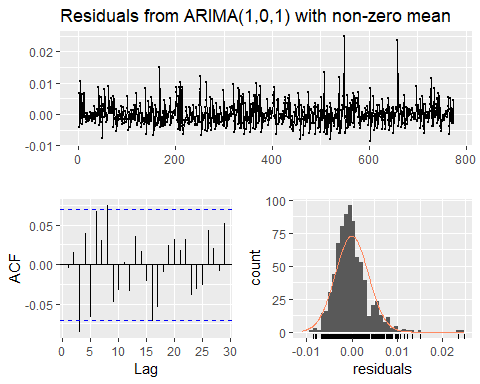 Residuals from ARIMA(1,0,1) with non-zero mean
0.02
0.01
0.00
-0.01
0 200 400 600 800
ACF
0.05
0.00
-0.05
0 5 10 15 20 25 30
Lag
count
100
75
50
25
0
-0.01 0.00 0.01 0.02
residuals